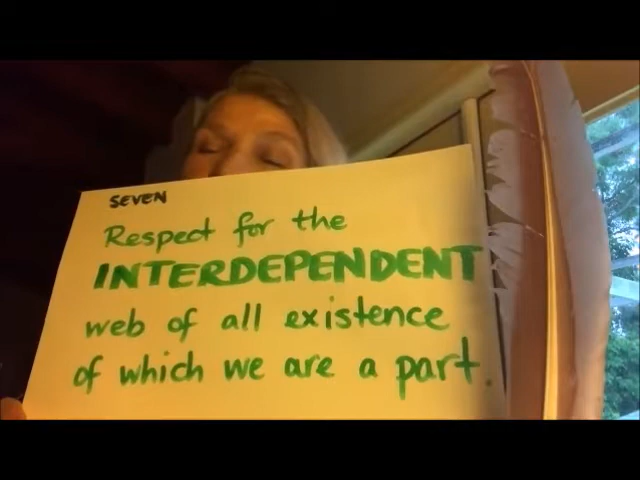 SEVEN
Respect for the
INTERDEPENDENT
web of all existence
of which we are a part.